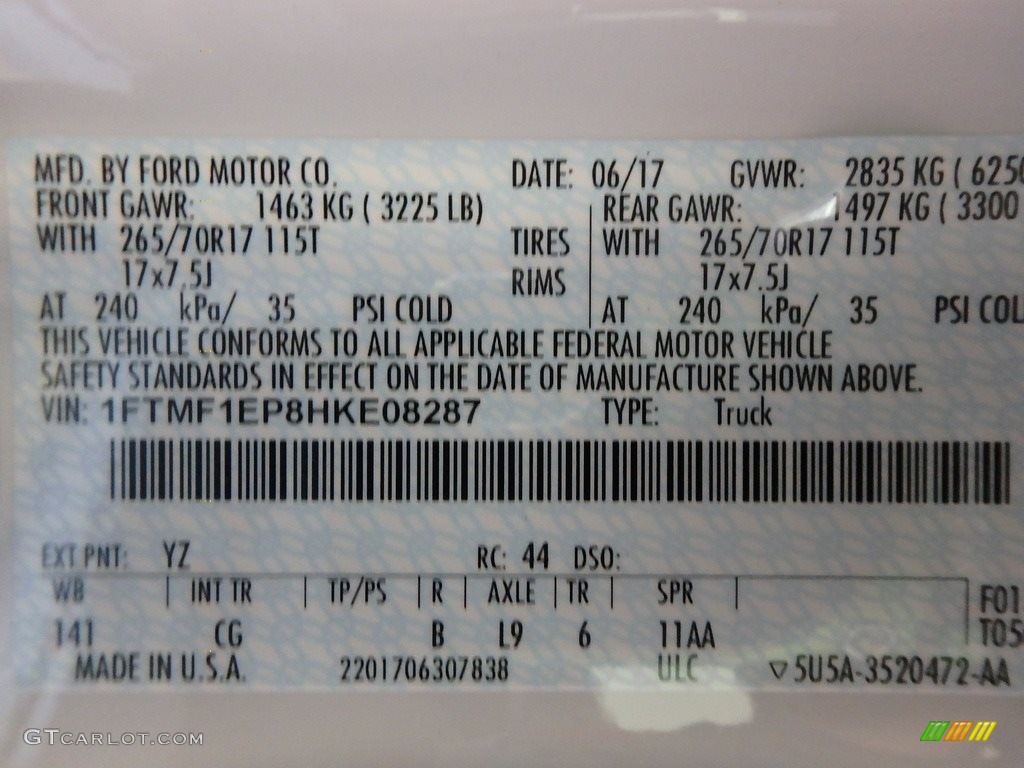 MFD. BY FORD MOTOR CO. DATE: 06/17 GVWR: 2835 KG ( 6250
FRONT GAWR: 1463 KG ( 3225 LB) REAR GAWR: 1497 KG ( 3300
WITH 265/70R17 115T TIRES WITH 265/70R17 115T
17x7.5J RIMS 17x7.5J
AT 240 kPa/ 35 PSI COLD AT 240 kPa/ 35 PSI COL
THIS VEHICLE CONFORMS TO ALL APPLICABLE FEDERAL MOTOR VEHICLE
SAFETY STANDARDS IN EFFECT ON THE DATE OF MANUFACTURE SHOWN ABOVE.
VIN: 1FTMF1EP8HKE08287 TYPE: Truck
EXT PNT: YZ RC: 44 DSO:
WB INT TR TP/PS R AXLE TR SPR F01
141 CG B L9 6 11AA T05
MADE IN U.S.A. 2201706307838 ULC ▽5U5A-3520472-AA
GTCARLOT.COM